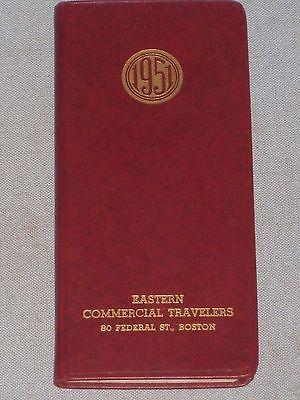 1951
EASTERN
COMMERCIAL TRAVELERS
80 FEDERAL ST., BOSTON